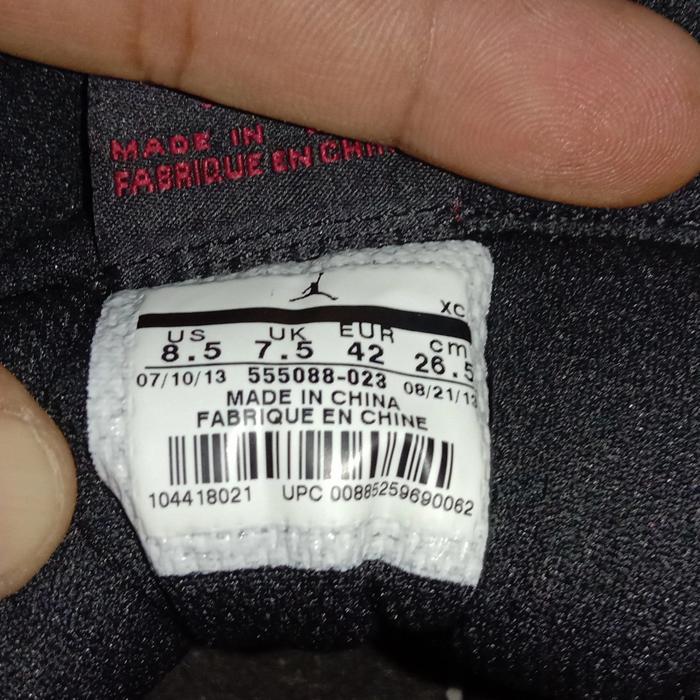 MADE IN
FABRIQUE EN CHIN
XC
US UK EUR cm
8.5 7.5 42 26.5
07/10/13 555088-023 08/21/13
MADE IN CHINA
FABRIQUE EN CHINE
104418021 UPC 00885259690062